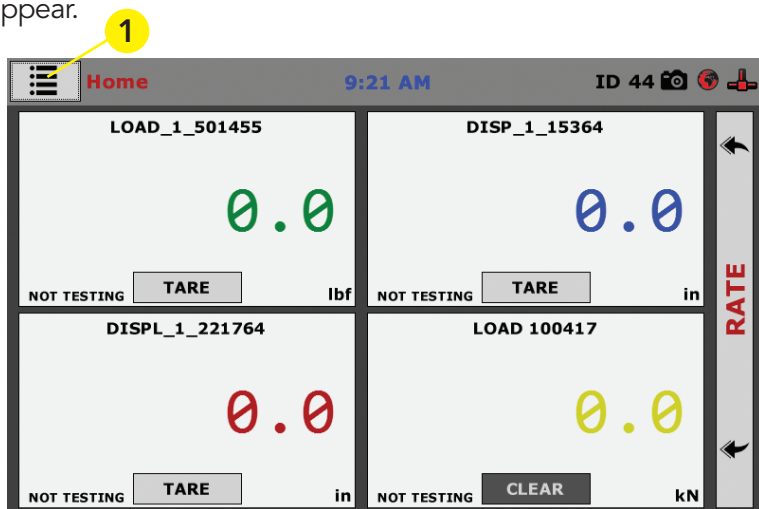 ppear.
1
Home 9:21 AM ID 44
LOAD_1_501455
0.0
NOT TESTING TARE lbf
DISP_1_15364
0.0
NOT TESTING TARE in
DISPL_1_221764
0.0
NOT TESTING TARE in
LOAD 100417
0.0
NOT TESTING CLEAR kN
RATE